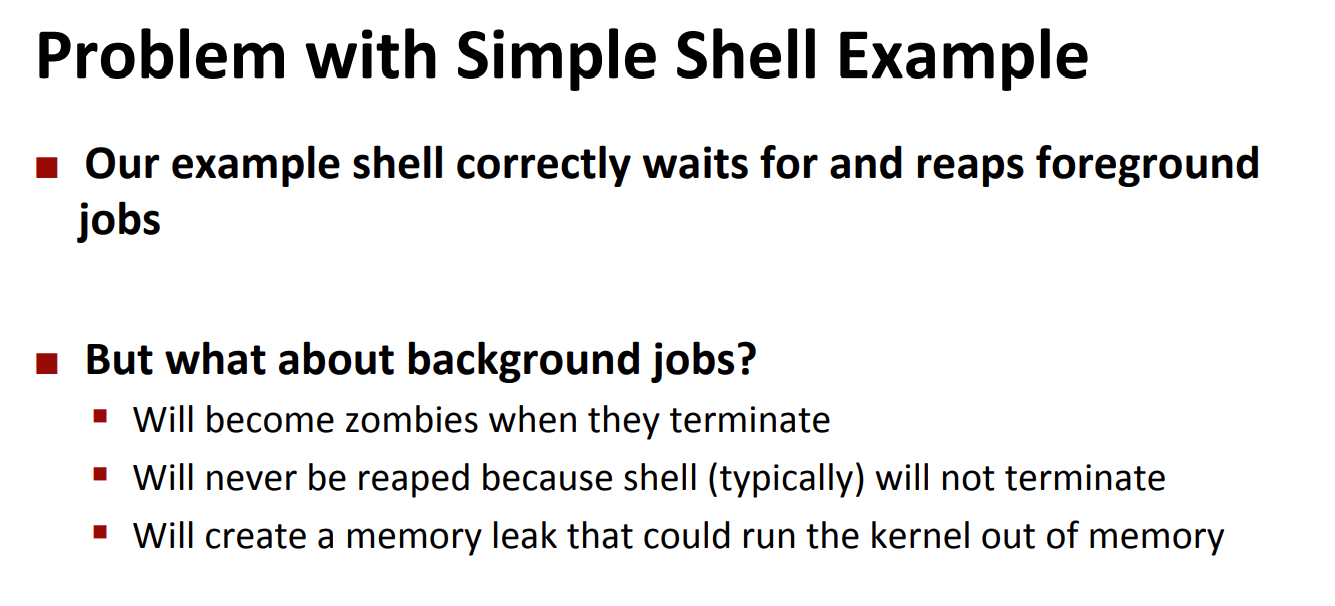 Problem with Simple Shell Example
Our example shell correctly waits for and reaps foreground
jobs
But what about background jobs?
Will become zombies when they terminate
Will never be reaped because shell (typically) will not terminate
Will create a memory leak that could run the kernel out of memory